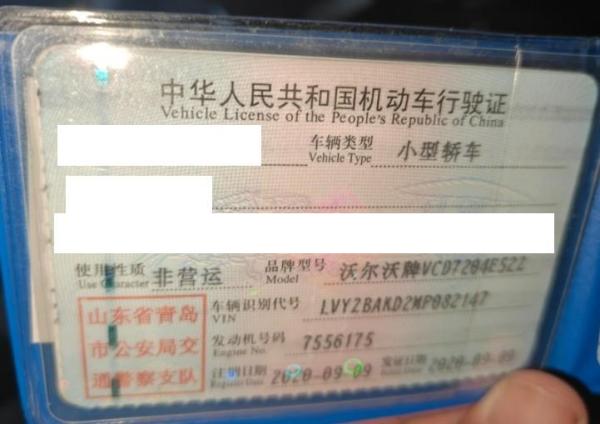 中华人民共和国机动车行驶证
Vehicle License of the People's Republic of China
车辆类型 小型轿车
Vehicle Type
使用性质 非营运 品牌型号 沃尔沃牌VCD7204E522
Use Character Model
山东省青岛
市公安局交
通警察支队
车辆识别代号 LVY2BAKD2MP082147
VIN
发动机号码 7556175
Engine No.
注册日期 2020-09-09 发证日期 2020-09-09
Register Date Issue Date